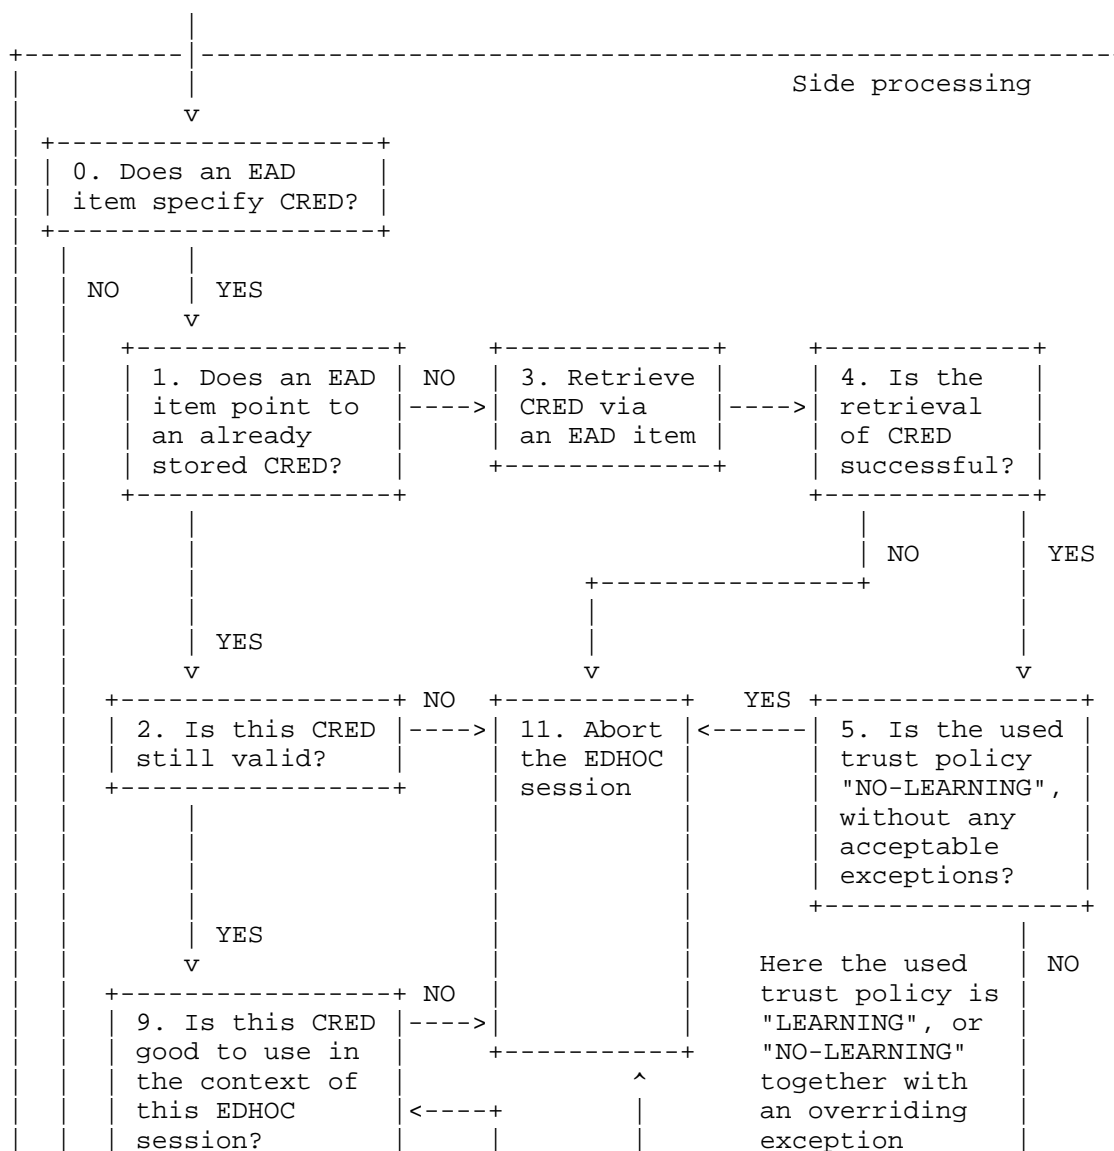 Side processing
0. Does an EAD
item specify CRED?
NO
YES
1. Does an EAD
item point to
an already
stored CRED?
NO
3. Retrieve
CRED via
an EAD item
4. Is the
retrieval
of CRED
successful?
NO
YES
YES
2. Is this CRED
still valid?
NO
11. Abort
the EDHOC
session
YES
5. Is the used
trust policy
"NO-LEARNING",
without any
acceptable
exceptions?
YES
NO
9. Is this CRED
good to use in
the context of
this EDHOC
session?
NO
Here the used
trust policy is
"LEARNING", or
"NO-LEARNING"
together with
an overriding
exception